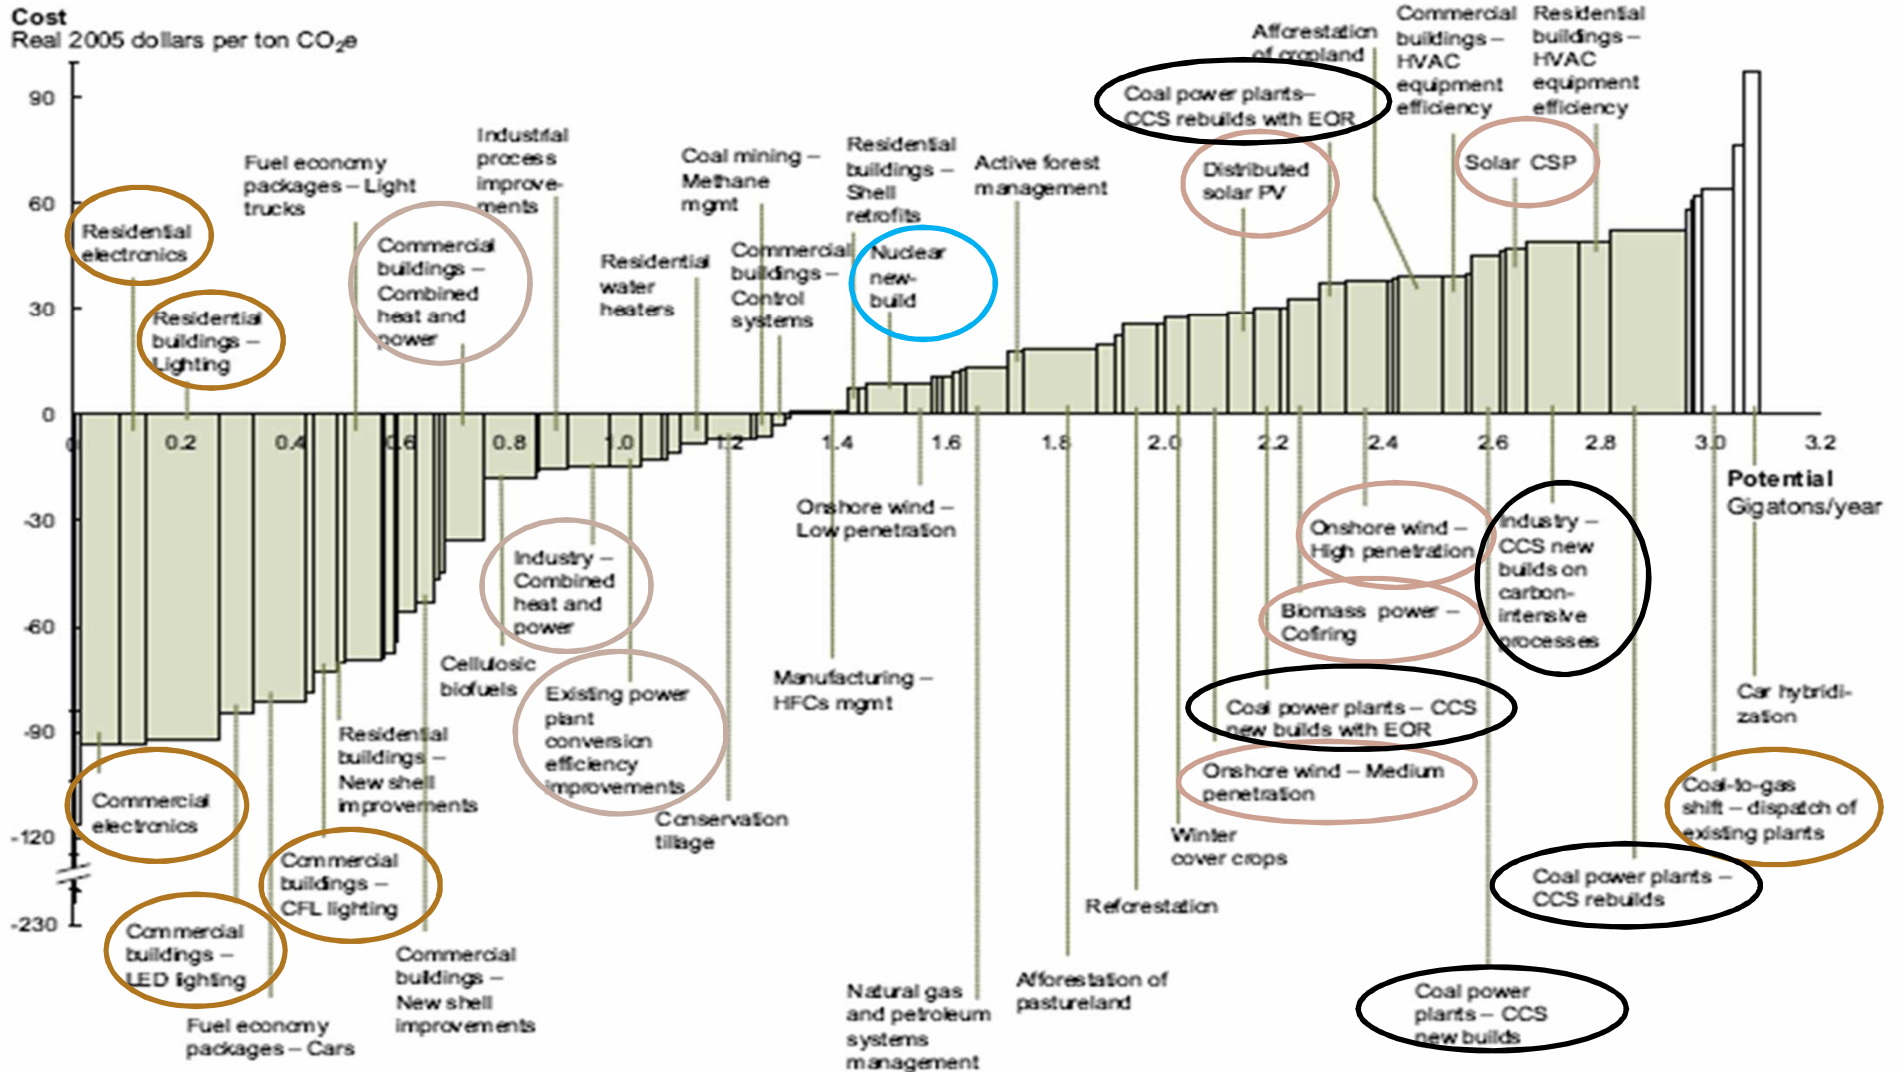 Cost
Real 2005 dollars per ton CO₂e
90
60
30
0
-30
-60
-90
-120
-230
0
0.2
0.4
0.6
0.8
1.0
1.2
1.4
1.6
1.8
2.0
2.2
2.4
2.6
2.8
3.0
3.2
Potential
Gigatons/year
Residential
electronics
Residential
buildings –
Lighting
Fuel economy
packages – Light
trucks
Commercial
buildings –
Combined
heat and
power
Industrial
process
improve-
ments
Residential
water
heaters
Coal mining –
Methane
mgmt
Commercial
buildings –
Control
systems
Residential
buildings –
Shell
retrofits
Nuclear
new-
build
Active forest
management
Coal power plants–
CCS rebuilds with EOR
Distributed
solar PV
Afforestation
of cropland
Commercial
buildings –
HVAC
equipment
efficiency
Solar CSP
Residential
buildings –
HVAC
equipment
efficiency
Commercial
electronics
Commercial
buildings –
LED lighting
Fuel economy
packages – Cars
Commercial
buildings –
CFL lighting
Residential
buildings –
New shell
improvements
Commercial
buildings –
New shell
improvements
Cellulosic
biofuels
Industry –
Combined
heat and
power
Existing power
plant
conversion
efficiency
improvements
Conservation
tillage
Manufacturing –
HFCs mgmt
Onshore wind –
Low penetration
Natural gas
and petroleum
systems
management
Afforestation of
pastureland
Reforestation
Winter
cover crops
Onshore wind – Medium
penetration
Coal power plants – CCS
new builds with EOR
Biomass power –
Cofiring
Onshore wind –
High penetration
Industry –
CCS new
builds on
carbon-
intensive
processes
Coal power
plants – CCS
new builds
Coal power plants –
CCS rebuilds
Coal-to-gas
shift – dispatch of
existing plants
Car hybridi-
zation